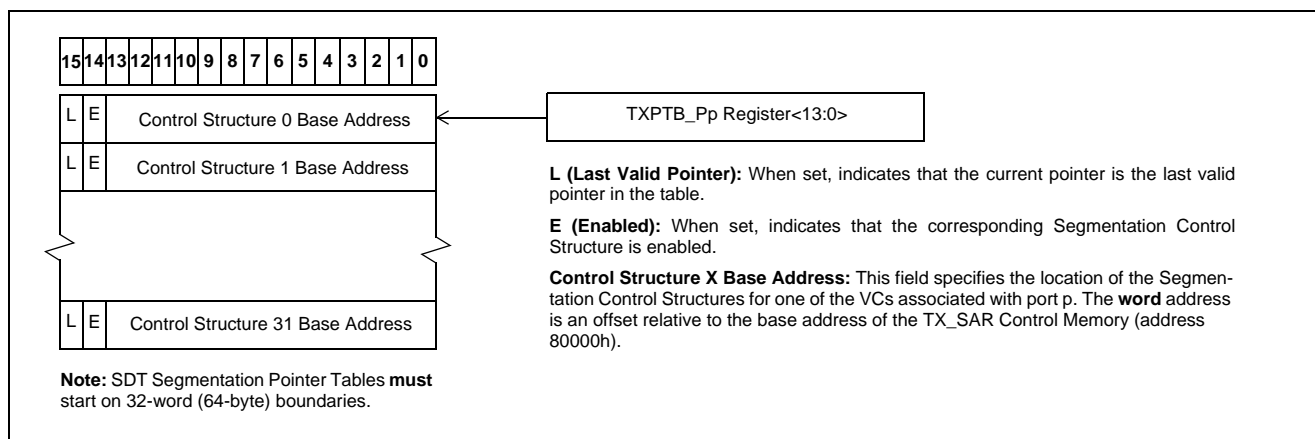 15 14 13 12 11 10 9 8 7 6 5 4 3 2 1 0
L E Control Structure 0 Base Address
TXPTB_Pp Register<13:0>
L E Control Structure 1 Base Address
L (Last Valid Pointer): When set, indicates that the current pointer is the last valid
pointer in the table.
E (Enabled): When set, indicates that the corresponding Segmentation Control
Structure is enabled.
Control Structure X Base Address: This field specifies the location of the Segmen-
tation Control Structures for one of the VCs associated with port p. The word address
is an offset relative to the base address of the TX_SAR Control Memory (address
80000h).
L E Control Structure 31 Base Address
Note: SDT Segmentation Pointer Tables must
start on 32-word (64-byte) boundaries.